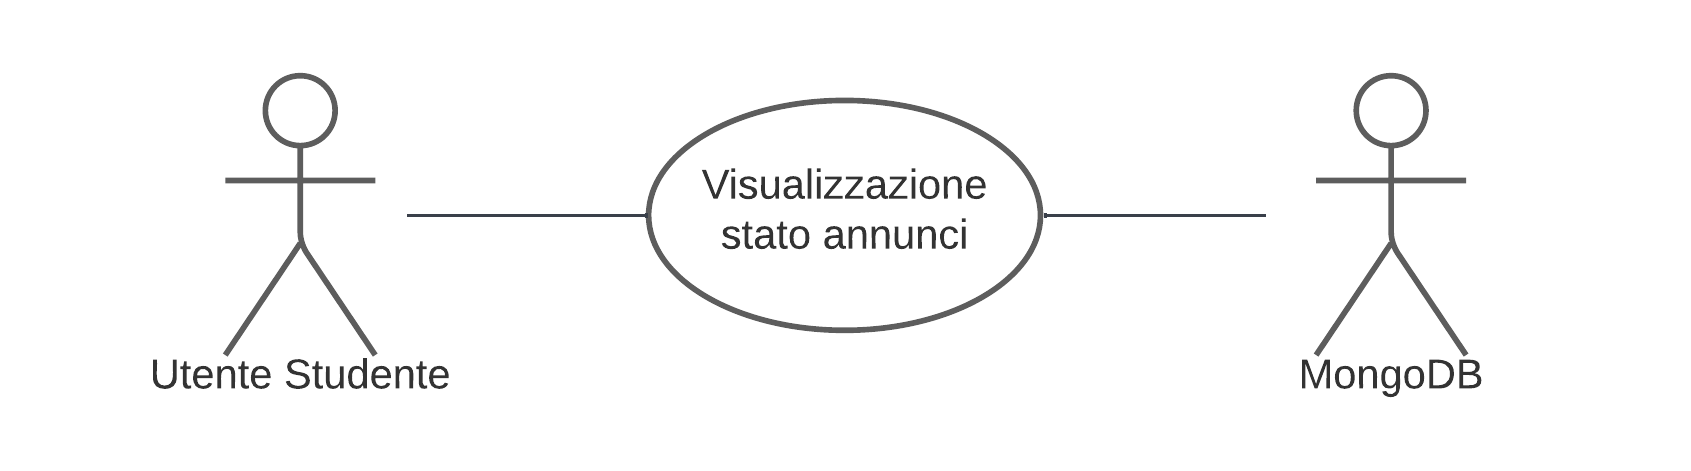 Visualizzazione
stato annunci
Utente Studente
MongoDB